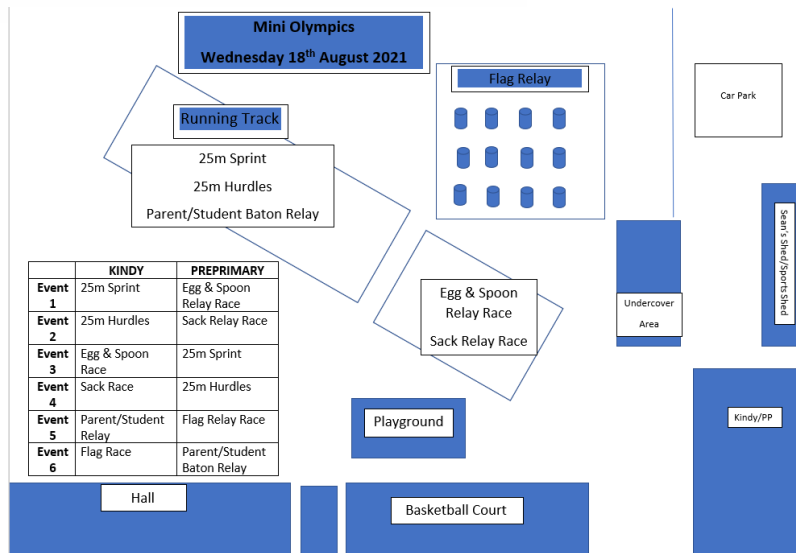 Mini Olympics
Wednesday 18th August 2021
Flag Relay
Car Park
Running Track
25m Sprint
25m Hurdles
Parent/Student Baton Relay
Sean's Shed/Sports Shed
KINDY PREPRIMARY
Event 25m Sprint Egg & Spoon
1 Relay Race
Event 25m Hurdles Sack Relay Race
2
Event Egg & Spoon 25m Sprint
3 Race
Event Sack Race 25m Hurdles
4
Event Parent/Student Flag Relay Race
5 Relay
Event Flag Race Parent/Student
6 Baton Relay
Egg & Spoon
Relay Race
Sack Relay Race
Undercover
Area
Playground
Kindy/PP
Hall
Basketball Court